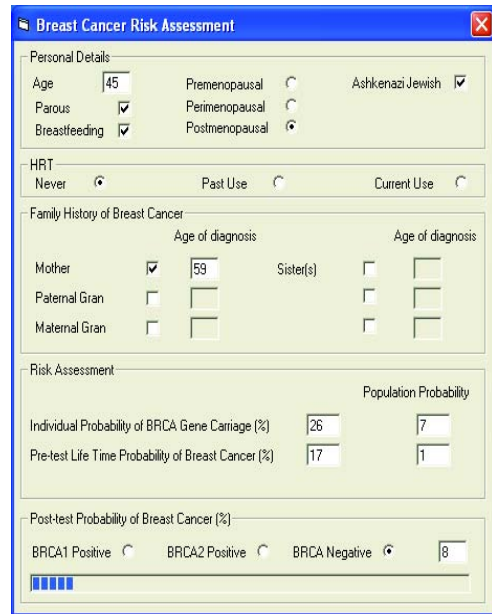 Breast Cancer Risk Assessment
Personal Details
Age 45 Premenopausal Ashkenazi Jewish
Parous Perimenopausal
Breastfeeding Postmenopausal
HRT
Never Past Use Current Use
Family History of Breast Cancer
Age of diagnosis Age of diagnosis
Mother 59 Sister(s)
Paternal Gran
Maternal Gran
Risk Assessment
Population Probability
Individual Probability of BRCA Gene Carriage (%) 26 7
Pre-test Life Time Probability of Breast Cancer (%) 17 1
Post-test Probability of Breast Cancer (%)
BRCA1 Positive BRCA2 Positive BRCA Negative 8